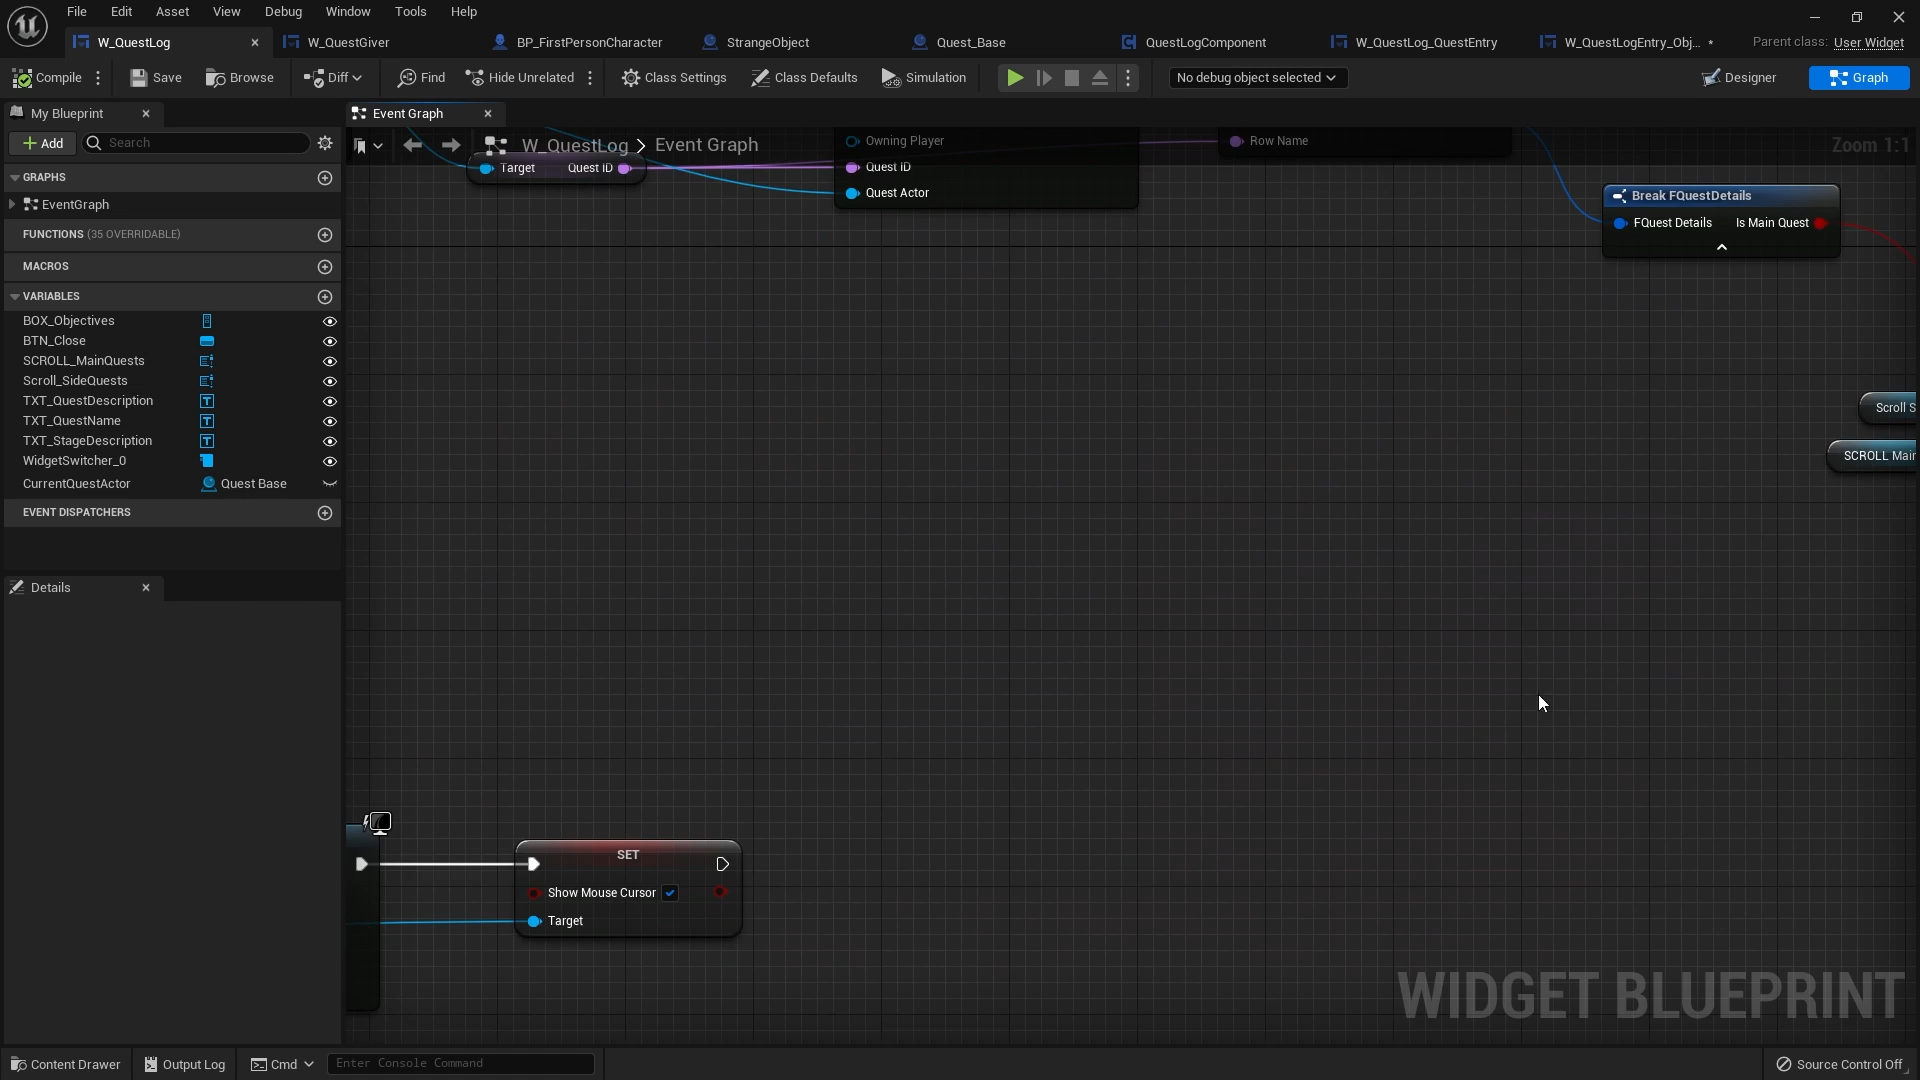 File Edit Asset View Debug Window Tools Help
W_QuestLog W_QuestGiver BP_FirstPersonCharacter StrangeObject Quest_Base QuestLogComponent W_QuestLog_QuestEntry W_QuestLogEntry_Obj... • Parent class: User Widget
Compile Save Browse Diff Find Hide Unrelated Class Settings Class Defaults Simulation No debug object selected Designer Graph
My Blueprint
Event Graph
Add Search
W_QuestLog > Event Graph
Zoom 1:1
GRAPHS
EventGraph
FUNCTIONS (35 OVERRIDABLE)
MACROS
VARIABLES
BOX_Objectives
BTN_Close
SCROLL_MainQuests
Scroll_SideQuests
TXT_QuestDescription
TXT_QuestName
TXT_StageDescription
WidgetSwitcher_0
CurrentQuestActor Quest Base
EVENT DISPATCHERS
Details
Target Quest ID
Owning Player
Quest ID
Quest Actor
Row Name
Break FQuestDetails
FQuest Details Is Main Quest
Scroll S
SCROLL Main
SET
Show Mouse Cursor
Target
WIDGET BLUEPRINT
Content Drawer Output Log Cmd Enter Console Command Source Control Off